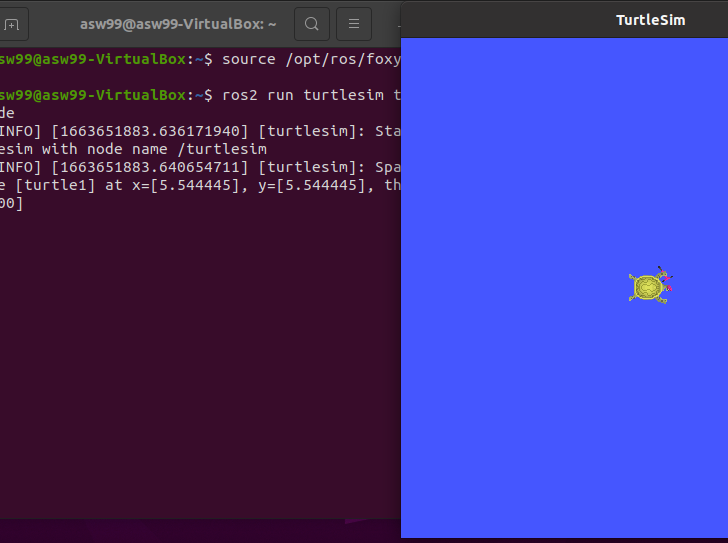 asw99@asw99-VirtualBox: ~
TurtleSim
sw99@asw99-VirtualBox:~$ source /opt/ros/foxy
sw99@asw99-VirtualBox:~$ ros2 run turtlesim t
de
INFO] [1663651883.636171940] [turtlesim]: Sta
lesim with node name /turtlesim
INFO] [1663651883.640654711] [turtlesim]: Spa
e [turtle1] at x=[5.544445], y=[5.544445], th
00]